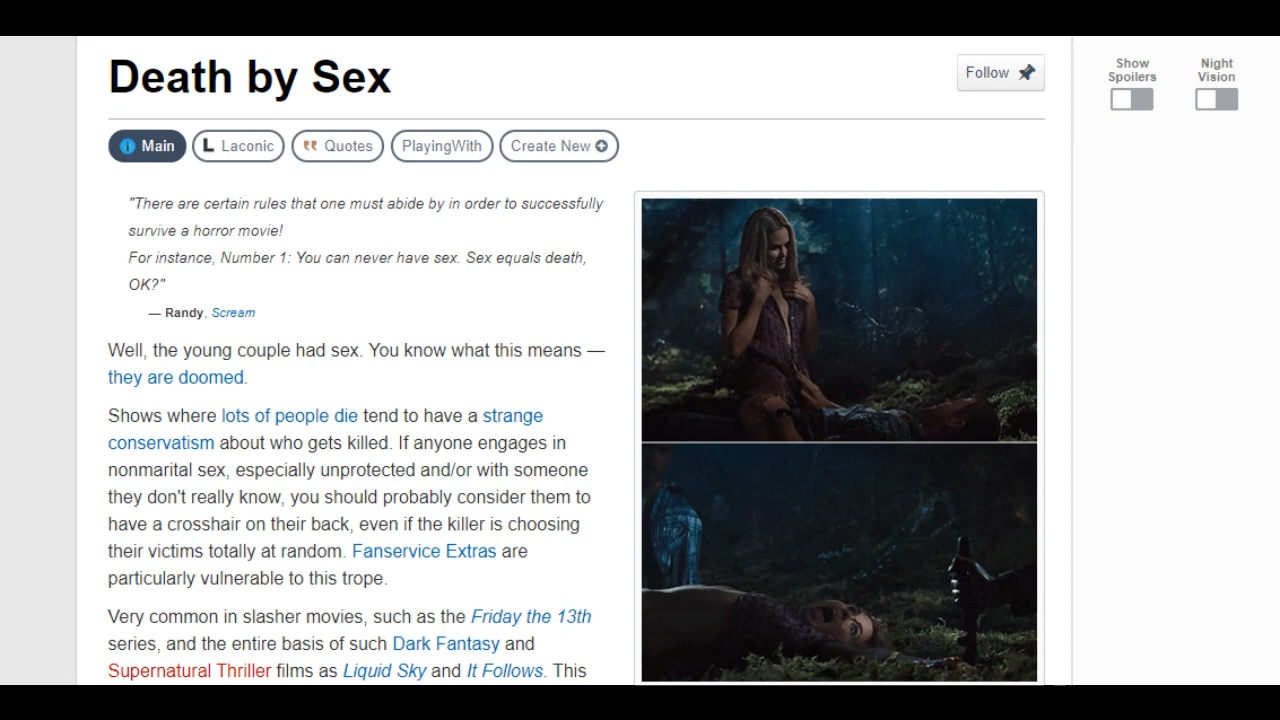 Death by Sex
Follow
Show
Spoilers
Night
Vision
Main
L Laconic
Quotes
PlayingWith
Create New
"There are certain rules that one must abide by in order to successfully
survive a horror movie!
For instance, Number 1: You can never have sex. Sex equals death,
OK?"
— Randy, Scream
Well, the young couple had sex. You know what this means —
they are doomed.
Shows where lots of people die tend to have a strange
conservatism about who gets killed. If anyone engages in
nonmarital sex, especially unprotected and/or with someone
they don't really know, you should probably consider them to
have a crosshair on their back, even if the killer is choosing
their victims totally at random. Fanservice Extras are
particularly vulnerable to this trope.
Very common in slasher movies, such as the Friday the 13th
series, and the entire basis of such Dark Fantasy and
Supernatural Thriller films as Liquid Sky and It Follows. This